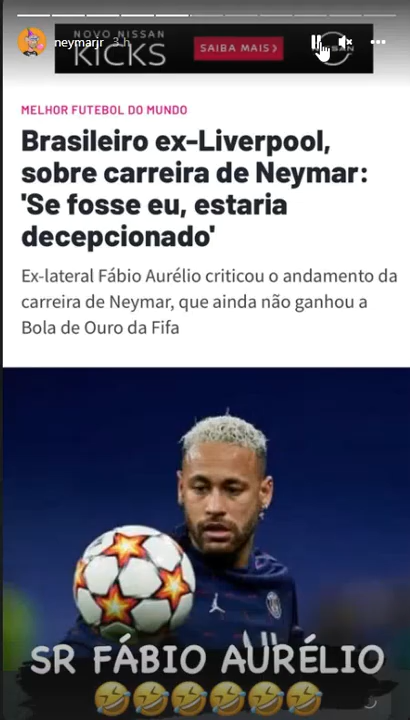 NOVO NISSAN
KICKS
SAIBA MAIS >
NISSAN
neymarjr 3 h
MELHOR FUTEBOL DO MUNDO
Brasileiro ex-Liverpool,
sobre carreira de Neymar:
'Se fosse eu, estaria
decepcionado'
Ex-lateral Fábio Aurélio criticou o andamento da
carreira de Neymar, que ainda não ganhou a
Bola de Ouro da Fifa
SR FÁBIO AURÉLIO
🤣🤣🤣🤣🤣🤣